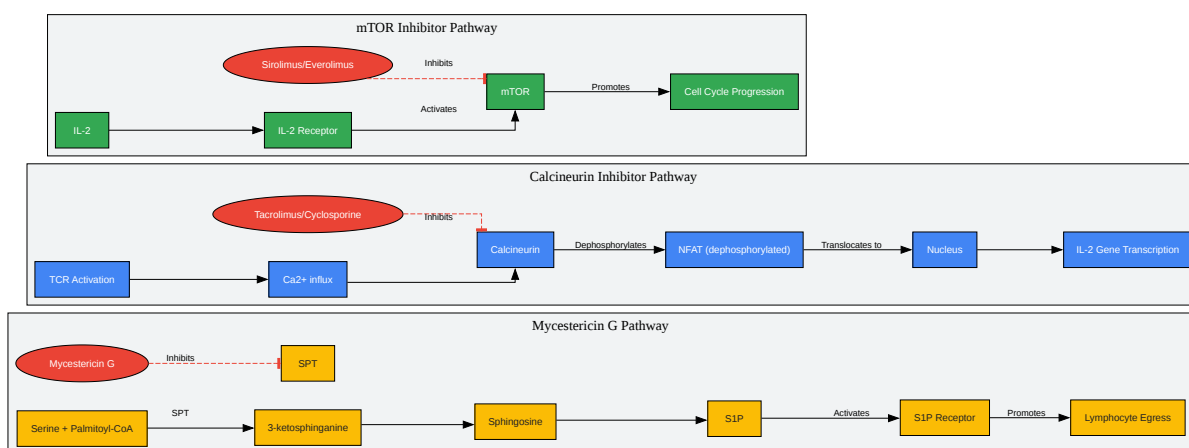 mTOR Inhibitor Pathway
Sirolimus/Everolimus
Inhibits
mTOR
Promotes
Cell Cycle Progression
Activates
IL-2
IL-2 Receptor
Calcineurin Inhibitor Pathway
Tacrolimus/Cyclosporine
Inhibits
Calcineurin
Dephosphorylates
NFAT (dephosphorylated)
Translocates to
Nucleus
IL-2 Gene Transcription
TCR Activation
Ca2+ influx
Mycestericin G Pathway
Mycestericin G
Inhibits
SPT
Serine + Palmitoyl-CoA
SPT
3-ketosphinganine
Sphingosine
S1P
Activates
S1P Receptor
Promotes
Lymphocyte Egress